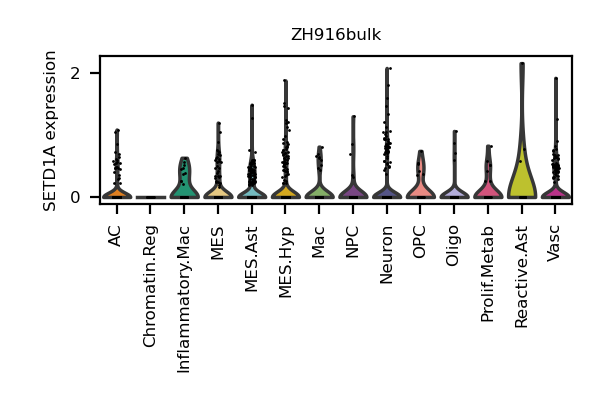 ZH916bulk
SETD1A expression
2
0
AC
Chromatin.Reg
Inflammatory.Mac
MES
MES.Ast
MES.Hyp
Mac
NPC
Neuron
OPC
Oligo
Prolif.Metab
Reactive.Ast
Vasc